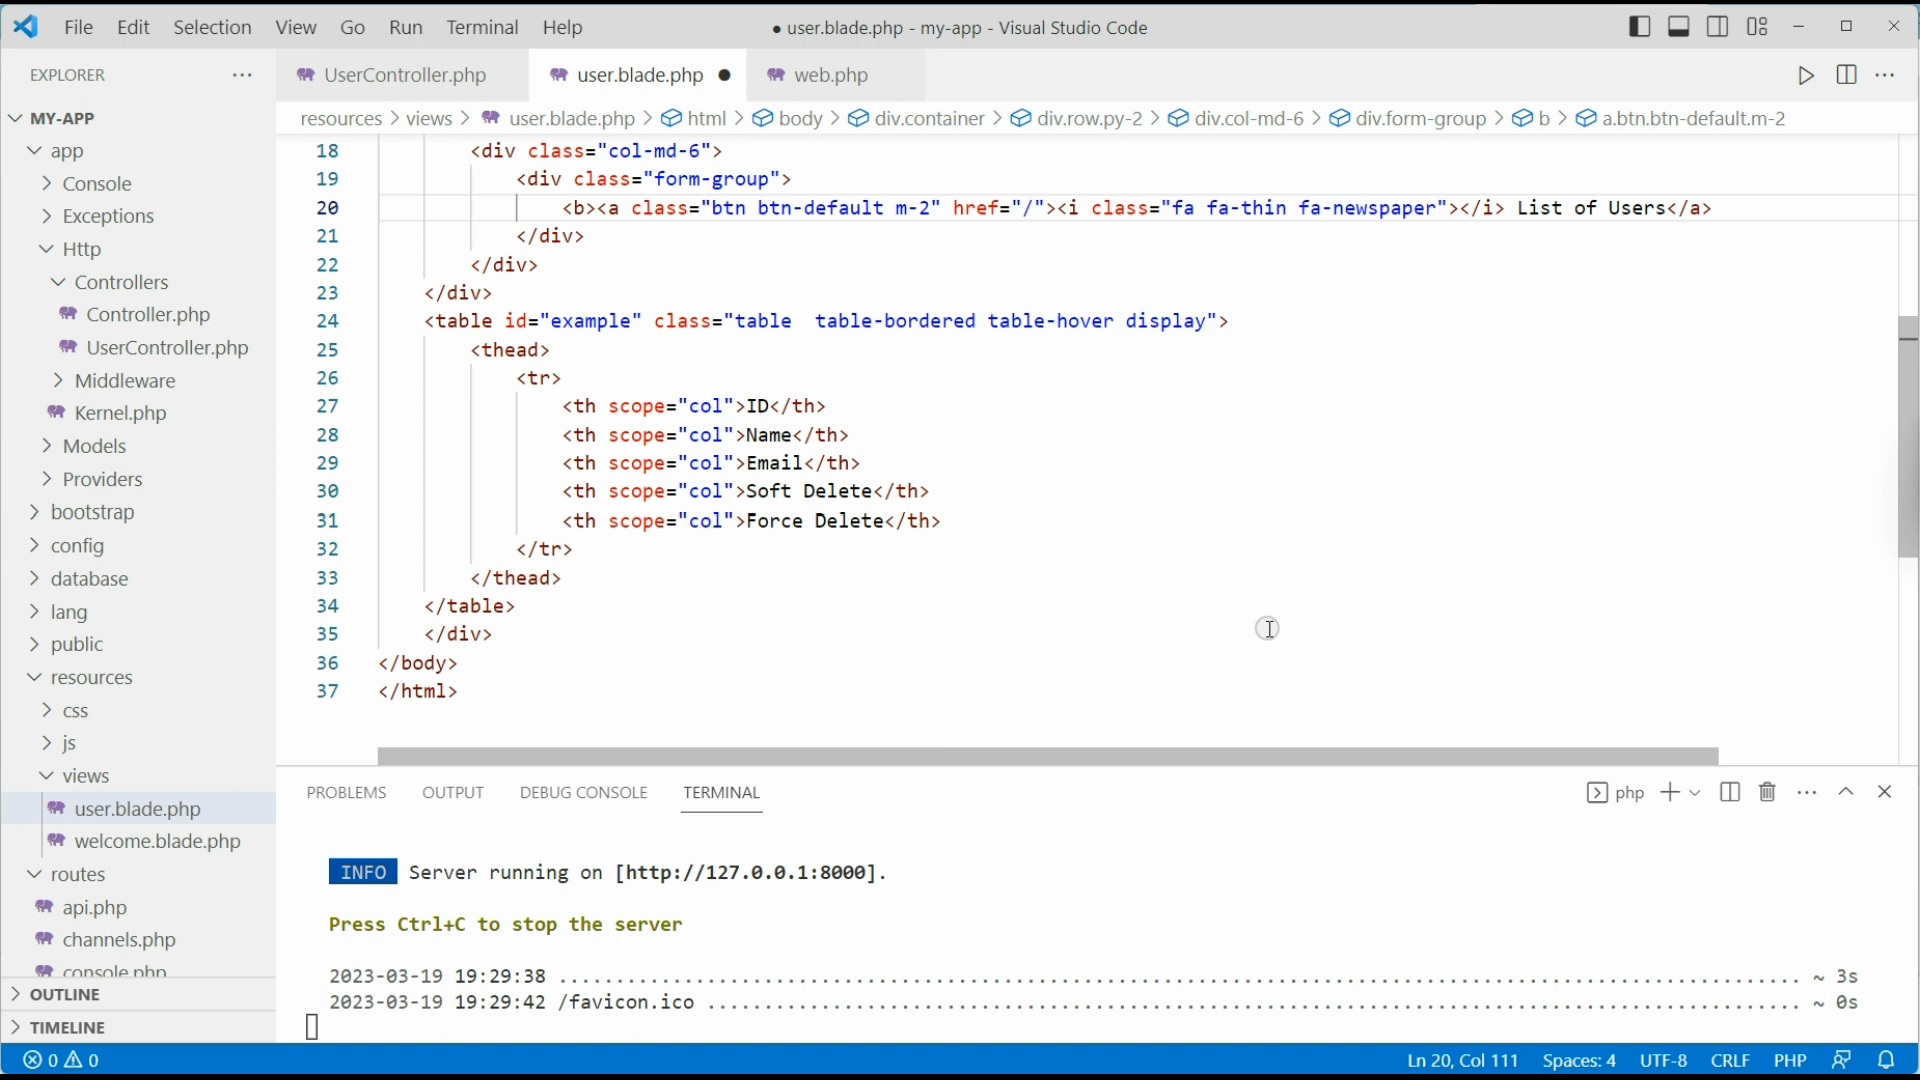 File Edit Selection View Go Run Terminal Help
● user.blade.php - my-app - Visual Studio Code
EXPLORER
UserController.php
user.blade.php
web.php
resources > views > user.blade.php > html > body > div.container > div.row.py-2 > div.col-md-6 > div.form-group > b > a.btn.btn-default.m-2
MY-APP
app
Console
Exceptions
Http
Controllers
Controller.php
UserController.php
Middleware
Kernel.php
Models
Providers
bootstrap
config
database
lang
public
resources
css
js
views
user.blade.php
welcome.blade.php
routes
api.php
channels.php
console.php
OUTLINE
TIMELINE
18 <div class="col-md-6">
19 <div class="form-group">
20 <b><a class="btn btn-default m-2" href="/"><i class="fa fa-thin fa-newspaper"></i> List of Users</a>
21 </div>
22 </div>
23 </div>
24 <table id="example" class="table  table-bordered table-hover display">
25 <thead>
26 <tr>
27 <th scope="col">ID</th>
28 <th scope="col">Name</th>
29 <th scope="col">Email</th>
30 <th scope="col">Soft Delete</th>
31 <th scope="col">Force Delete</th>
32 </tr>
33 </thead>
34 </table>
35 </div>
36 </body>
37 </html>
PROBLEMS OUTPUT DEBUG CONSOLE TERMINAL
php
INFO Server running on [http://127.0.0.1:8000].
Press Ctrl+C to stop the server
2023-03-19 19:29:38 ........................................ ~ 3s
2023-03-19 19:29:42 /favicon.ico ........................................ ~ 0s
0 0
Ln 20, Col 111 Spaces: 4 UTF-8 CRLF PHP